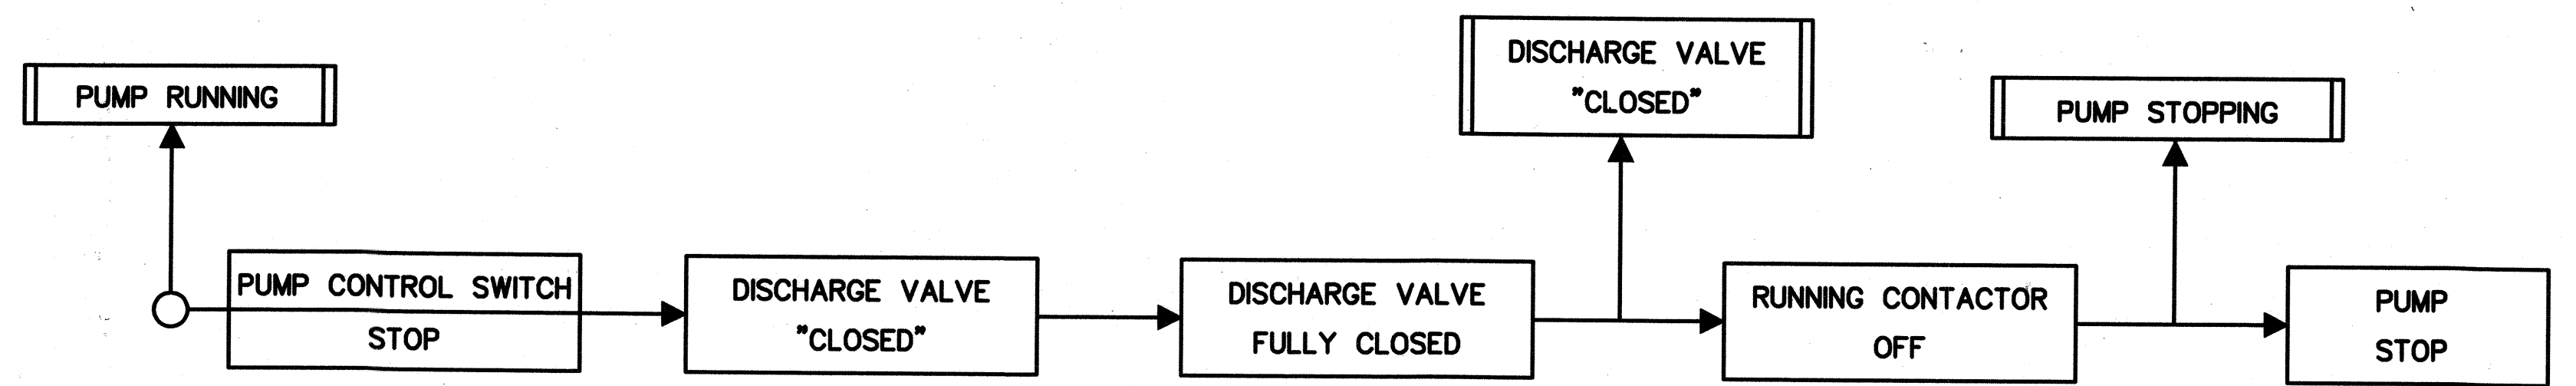 PUMP RUNNING
DISCHARGE VALVE
"CLOSED"
PUMP STOPPING
PUMP CONTROL SWITCH
STOP
DISCHARGE VALVE
"CLOSED"
DISCHARGE VALVE
FULLY CLOSED
RUNNING CONTACTOR
OFF
PUMP
STOP